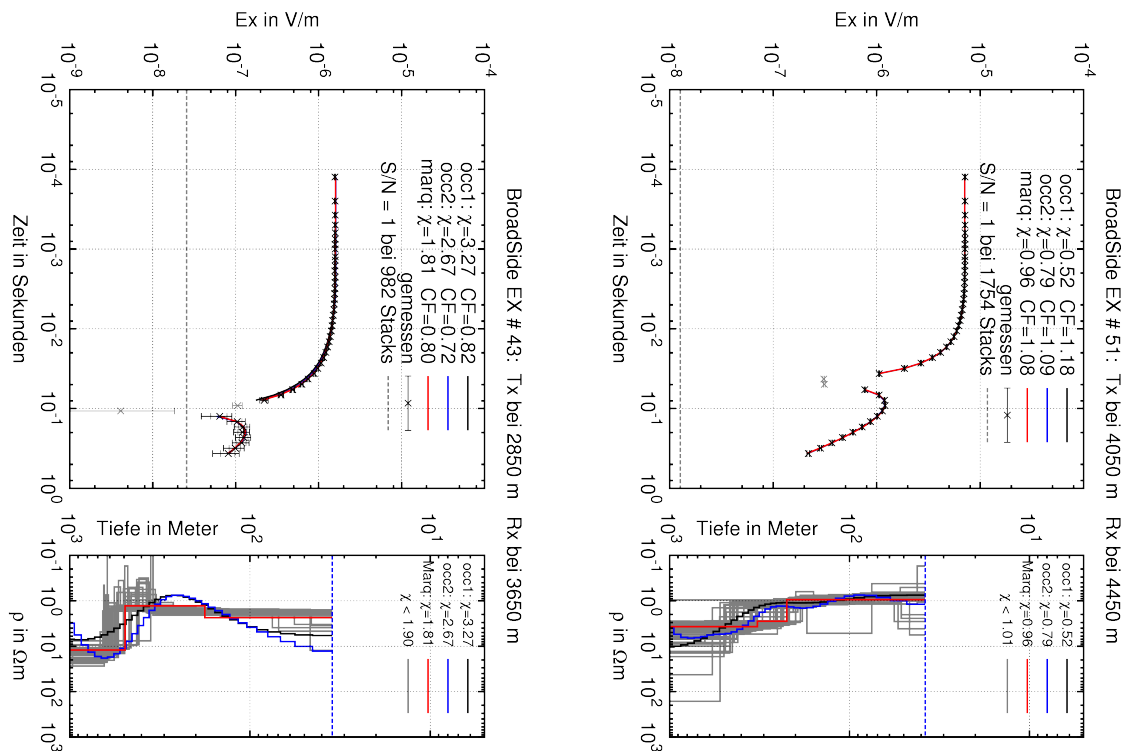 BroadSide EX # 51: Tx bei 4050 m Rx bei 4450 m
occ1: χ=0.52 CF=1.18
occ2: χ=0.79 CF=1.09
marq: χ=0.96 CF=1.08
gemessen
S/N = 1 bei 1754 Stacks
Ex in V/m
10^-4
10^-5
10^-6
10^-7
10^-8
10^-5
10^-4
10^-3
10^-2
10^-1
10^0
Zeit in Sekunden
occ1: χ=0.52
occ2: χ=0.79
Marq: χ=0.96
χ < 1.01
Tiefe in Meter
10^1
10^2
10^3
10^-1
10^0
10^1
10^2
10^3
ρ in Ωm
BroadSide EX # 43: Tx bei 2850 m Rx bei 3650 m
occ1: χ=3.27 CF=0.82
occ2: χ=2.67 CF=0.72
marq: χ=1.81 CF=0.80
gemessen
S/N = 1 bei 982 Stacks
Ex in V/m
10^-4
10^-5
10^-6
10^-7
10^-8
10^-9
10^-5
10^-4
10^-3
10^-2
10^-1
10^0
Zeit in Sekunden
occ1: χ=3.27
occ2: χ=2.67
Marq: χ=1.81
χ < 1.90
Tiefe in Meter
10^1
10^2
10^3
10^-1
10^0
10^1
10^2
10^3
ρ in Ωm